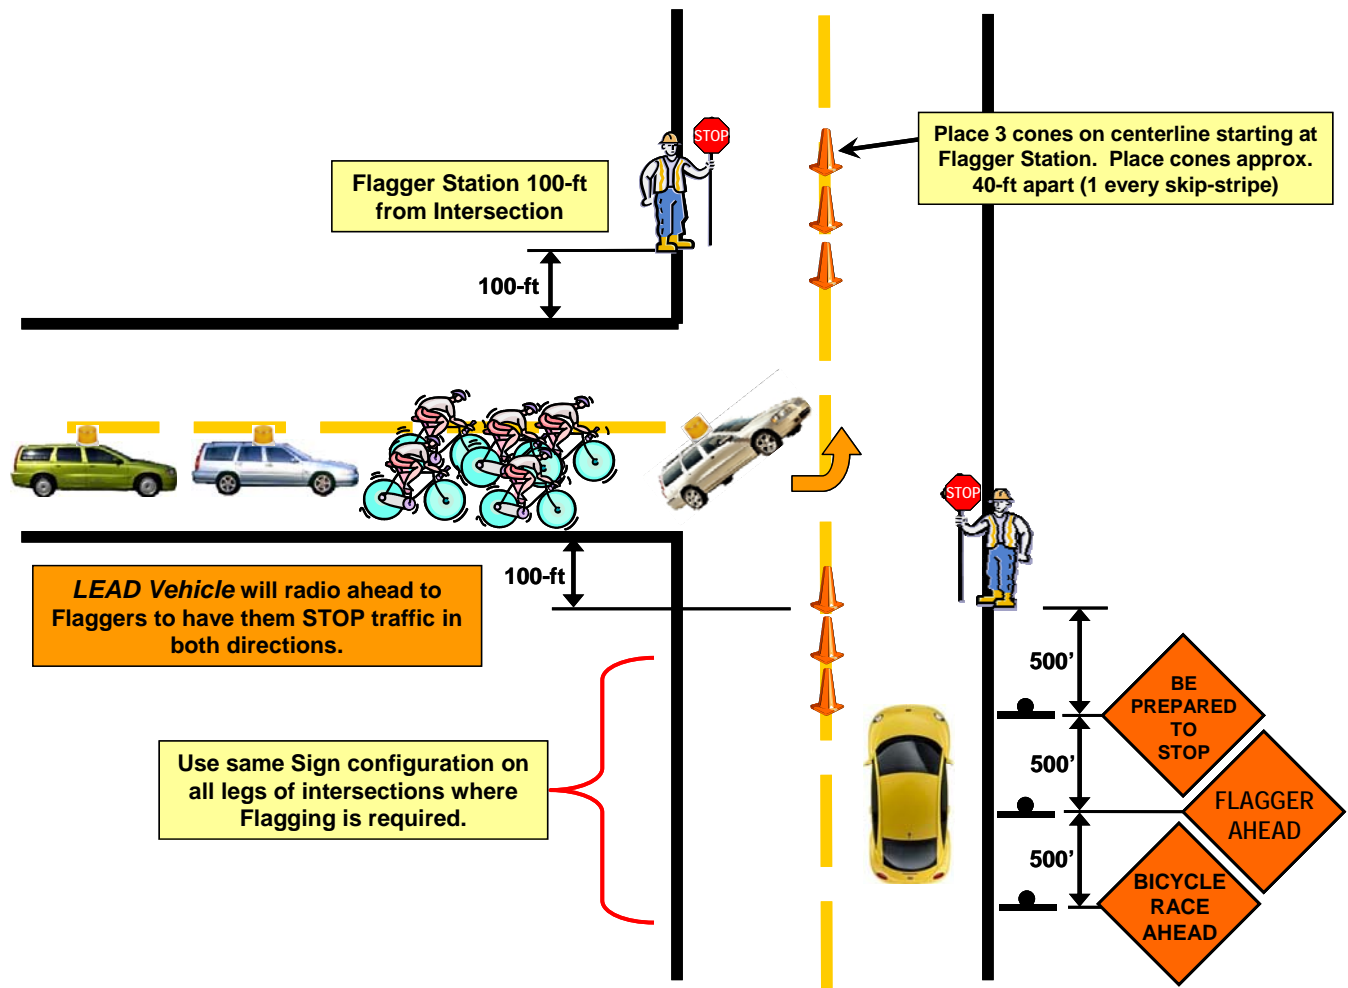 STOP
Place 3 cones on centerline starting at
Flagger Station.  Place cones approx.
40-ft apart (1 every skip-stripe)
Flagger Station 100-ft
from Intersection
100-ft
STOP
100-ft
LEAD Vehicle will radio ahead to
Flaggers to have them STOP traffic in
both directions.
500'
BE
PREPARED
TO
STOP
Use same Sign configuration on
all legs of intersections where
Flagging is required.
500'
FLAGGER
AHEAD
500'
BICYCLE
RACE
AHEAD